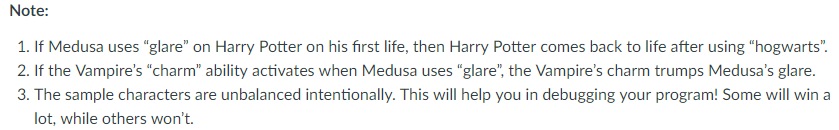 Note:
1. If Medusa uses “glare” on Harry Potter on his first life, then Harry Potter comes back to life after using “hogwarts”.
2. If the Vampire’s “charm” ability activates when Medusa uses “glare”, the Vampire’s charm trumps Medusa’s glare.
3. The sample characters are unbalanced intentionally. This will help you in debugging your program! Some will win a
lot, while others won’t.